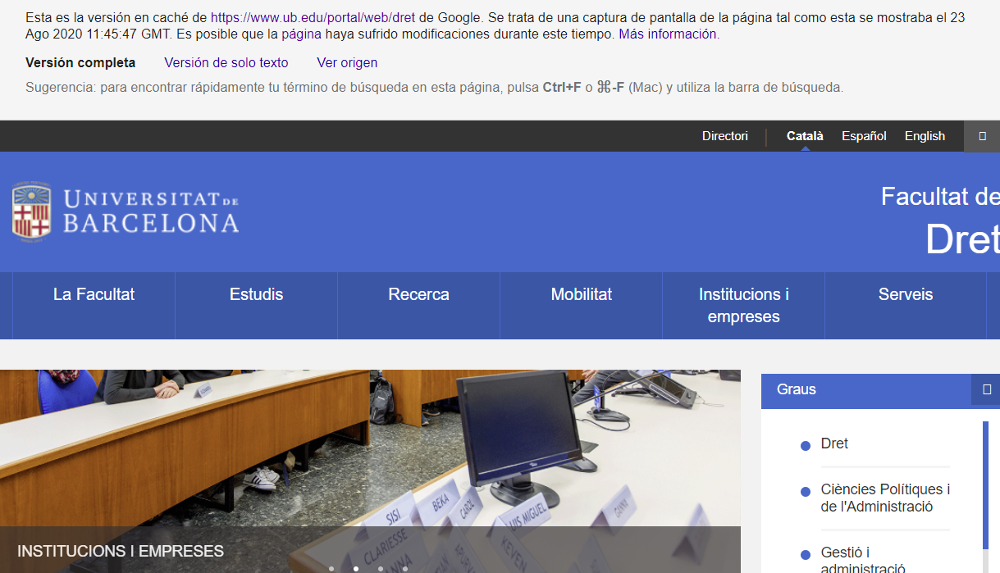 Esta es la versión en caché de https://www.ub.edu/portal/web/dret de Google. Se trata de una captura de pantalla de la página tal como esta se mostraba el 23
Ago 2020 11:45:47 GMT. Es posible que la página haya sufrido modificaciones durante este tiempo. Más información.
Versión completa Versión de solo texto Ver origen
Sugerencia: para encontrar rápidamente tu término de búsqueda en esta página, pulsa Ctrl+F o ⌘-F (Mac) y utiliza la barra de búsqueda.
Directori Català Español English
UNIVERSITAT DE
BARCELONA
Facultat de
Dret
La Facultat Estudis Recerca Mobilitat Institucions i
empreses Serveis
SISI BEKA CAROL LUIS MIGUEL
CLARIESSE KEVEN
INSTITUCIONS I EMPRESES
Graus
Dret
Ciències Polítiques i
de l'Administració
Gestió i
administració